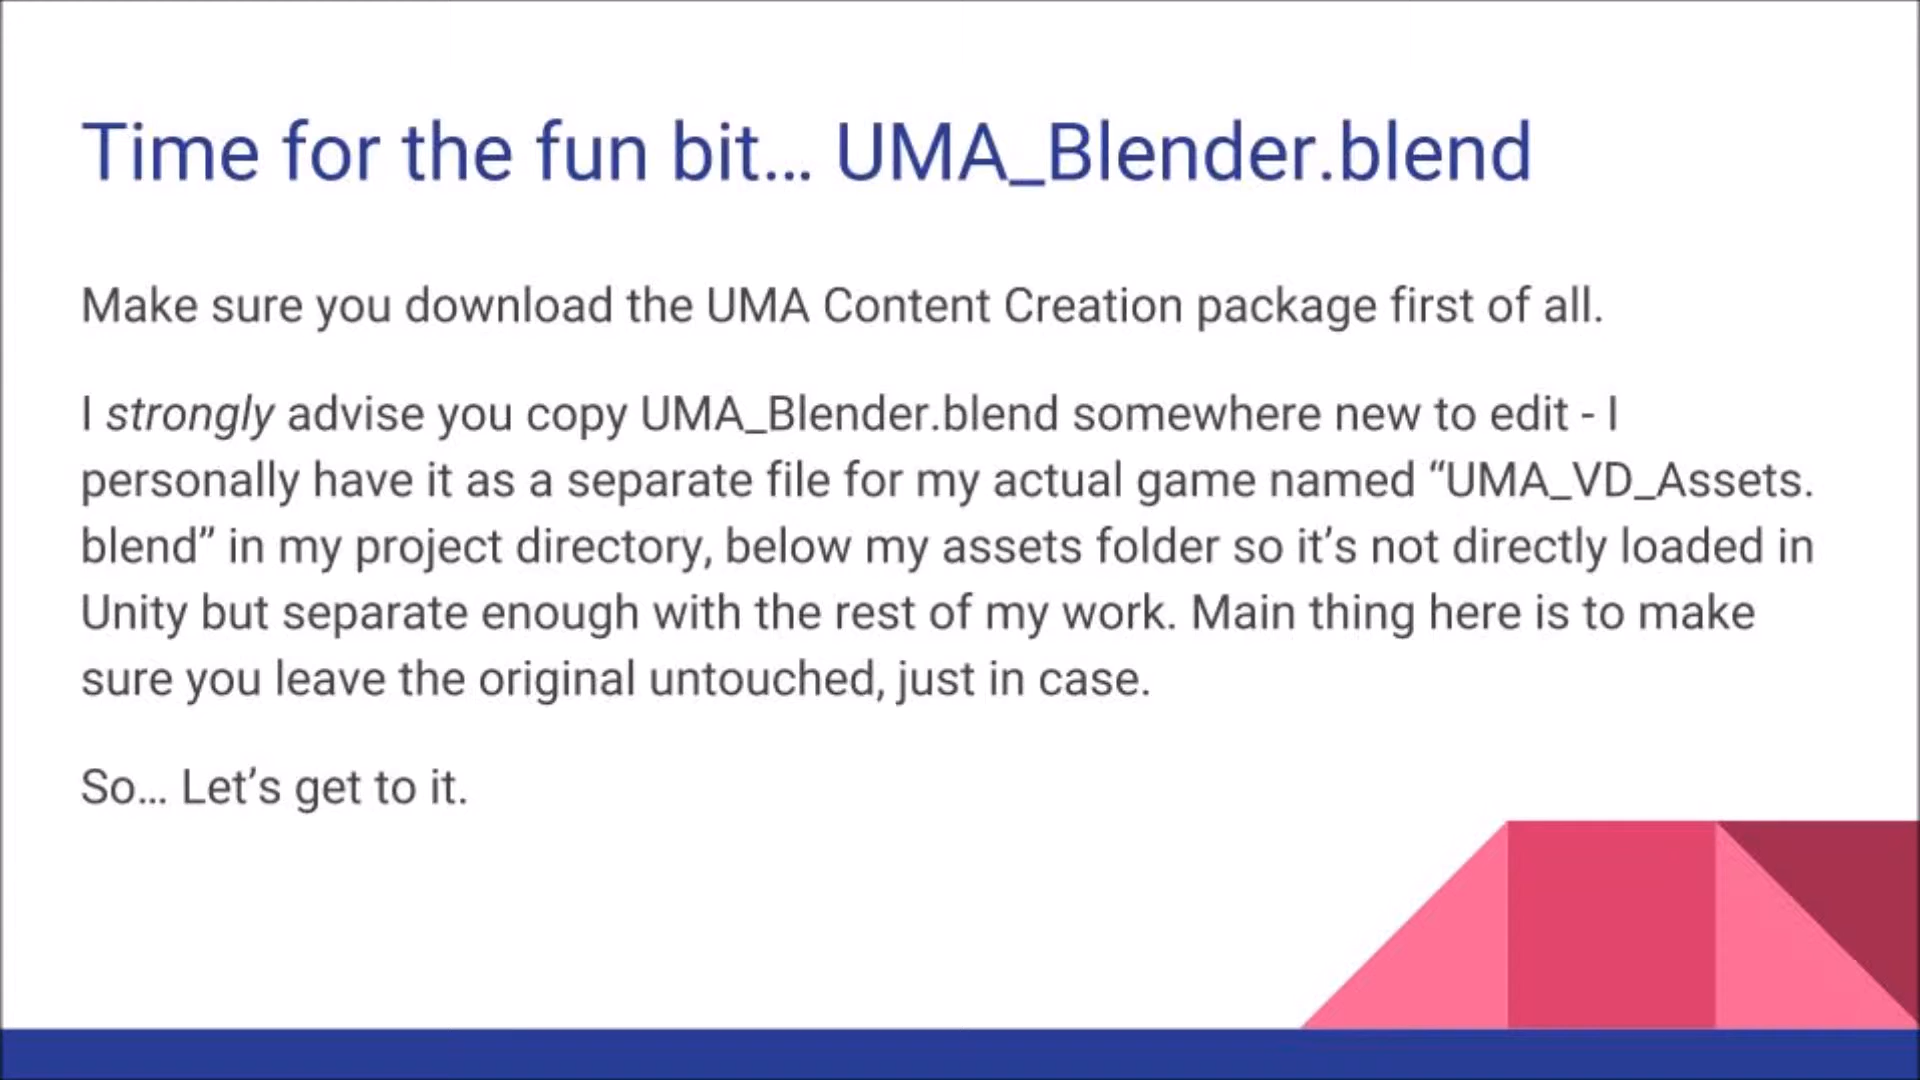 Time for the fun bit... UMA_Blender.blend
Make sure you download the UMA Content Creation package first of all.
I strongly advise you copy UMA_Blender.blend somewhere new to edit - I
personally have it as a separate file for my actual game named “UMA_VD_Assets.
blend” in my project directory, below my assets folder so it’s not directly loaded in
Unity but separate enough with the rest of my work. Main thing here is to make
sure you leave the original untouched, just in case.
So... Let’s get to it.